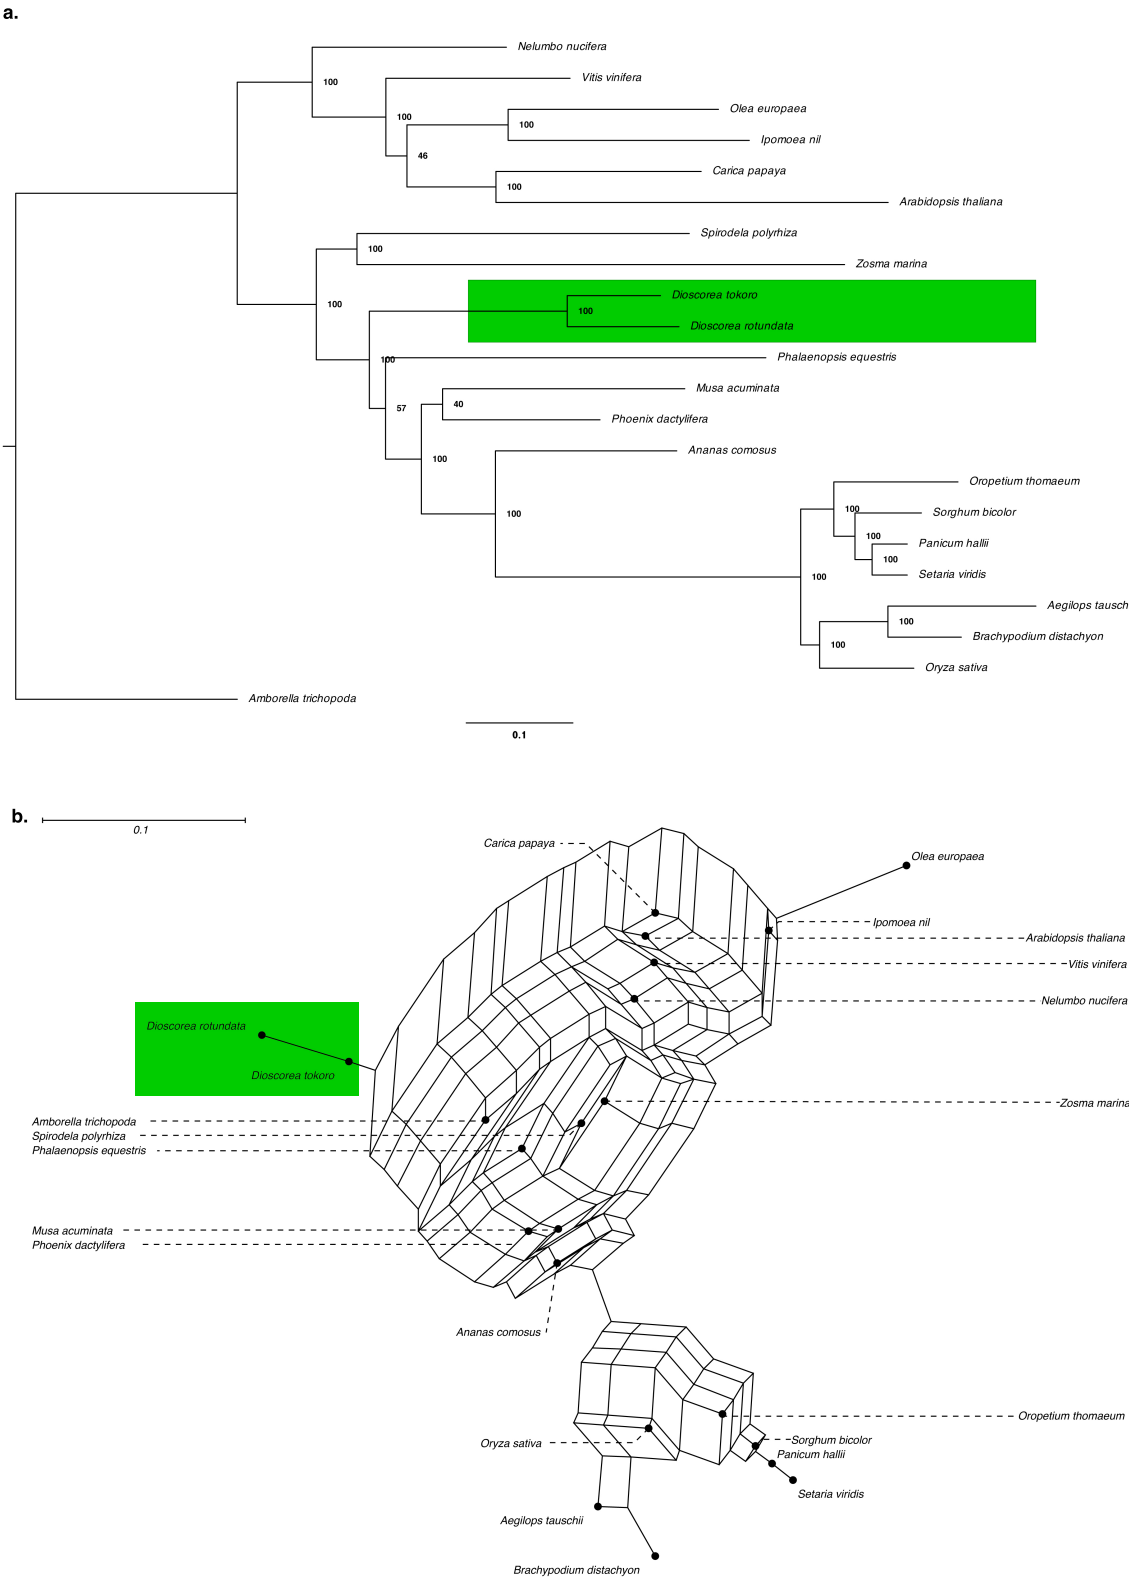 a.
Nelumbo nucifera
100
Vitis vinifera
100
Olea europaea
100
Ipomoea nil
46
Carica papaya
100
Arabidopsis thaliana
Spirodela polyrhiza
100
Zosma marina
100
Dioscorea tokoro
100
Dioscorea rotundata
100
Phalaenopsis equestris
57
Musa acuminata
40
Phoenix dactylifera
100
Ananas comosus
100
Oropetium thomaeum
100
Sorghum bicolor
100
Panicum hallii
100
Setaria viridis
100
Aegilops tausch
100
Brachypodium distachyon
100
Oryza sativa
Amborella trichopoda
0.1
b.
0.1
Carica papaya
Olea europaea
Ipomoea nil
Arabidopsis thaliana
Vitis vinifera
Nelumbo nucifera
Dioscorea rotundata
Dioscorea tokoro
Zosma marina
Amborella trichopoda
Spirodela polyrhiza
Phalaenopsis equestris
Musa acuminata
Phoenix dactylifera
Ananas comosus
Oropetium thomaeum
Oryza sativa
Sorghum bicolor
Panicum hallii
Setaria viridis
Aegilops tauschii
Brachypodium distachyon